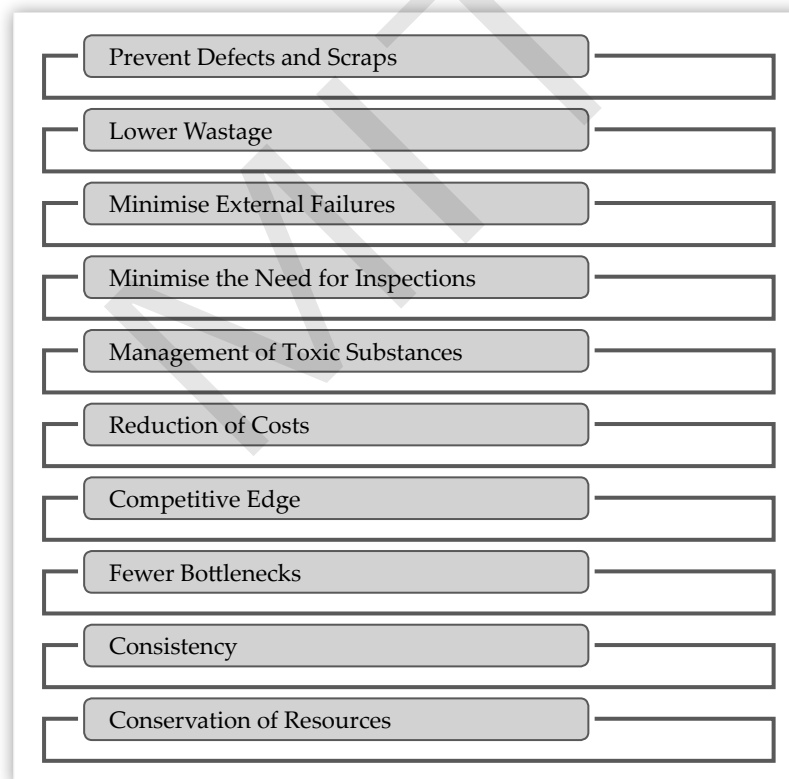 Prevent Defects and Scraps
Lower Wastage
Minimise External Failures
Minimise the Need for Inspections
Management of Toxic Substances
Reduction of Costs
Competitive Edge
Fewer Bottlenecks
Consistency
Conservation of Resources